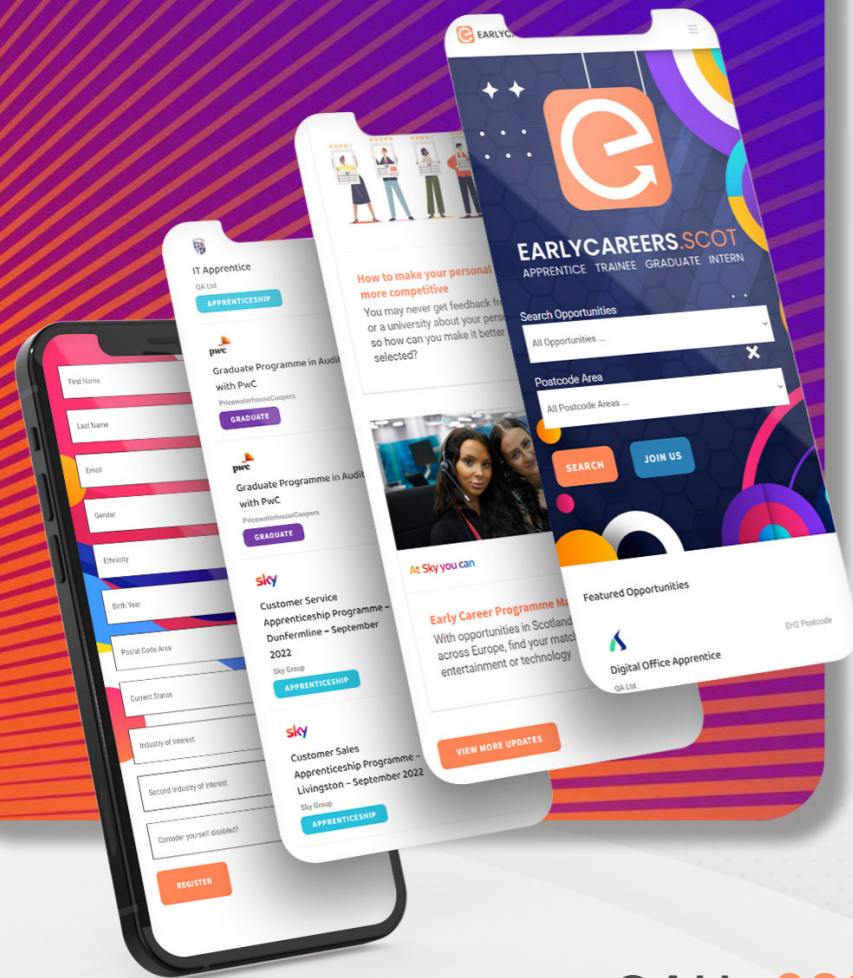 First Name
Last Name
Email
Gender
Ethnicity
Birth Year
Postal Code Area
Current Status
Industry of Interest
Second Industry of Interest
Consider yourself disabled?
REGISTER
IT Apprentice
QA Ltd
APPRENTICESHIP
pwc
Graduate Programme in Audit
with PwC
PricewaterhouseCoopers
GRADUATE
pwc
Graduate Programme in Audit
with PwC
PricewaterhouseCoopers
GRADUATE
sky
Customer Service
Apprenticeship Programme –
Dunfermline – September
2022
Sky Group
APPRENTICESHIP
sky
Customer Sales
Apprenticeship Programme –
Livingston – September 2022
Sky Group
APPRENTICESHIP
How to make your personal
more competitive
You may never get feedback
or a university about your
so how can you make it better
selected?
At Sky you can
Early Career Programme
With opportunities in Scotland
across Europe, find your match
entertainment or technology
VIEW MORE UPDATES
EARLYC
EARLYCAREERS.SCOT
APPRENTICE TRAINEE GRADUATE INTERN
Search Opportunities
All Opportunities ...
Postcode Area
All Postcode Areas ...
SEARCH
JOIN US
Featured Opportunities
EH2 Postcode
Digital Office Apprentice
QA Ltd